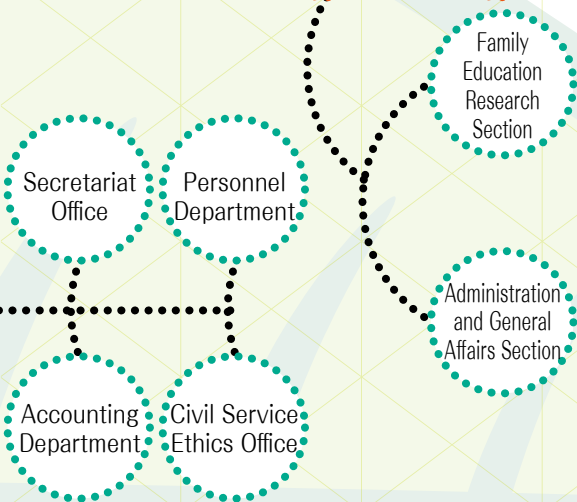 Family
Education
Research
Section
Secretariat
Office
Personnel
Department
Administration
and General
Affairs Section
Accounting
Department
Civil Service
Ethics Office